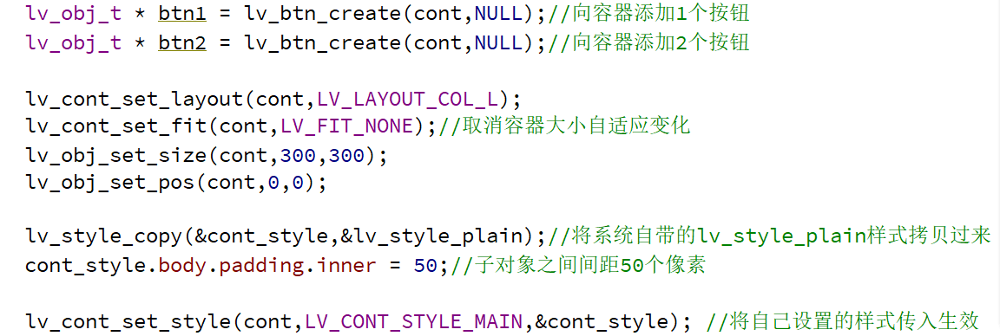 lv_obj_t * btn1 = lv_btn_create(cont,NULL);//向容器添加1个按钮
lv_obj_t * btn2 = lv_btn_create(cont,NULL);//向容器添加2个按钮
lv_cont_set_layout(cont,LV_LAYOUT_COL_L);
lv_cont_set_fit(cont,LV_FIT_NONE);//取消容器大小自适应变化
lv_obj_set_size(cont,300,300);
lv_obj_set_pos(cont,0,0);
lv_style_copy(&cont_style,&lv_style_plain);//将系统自带的lv_style_plain样式拷贝过来
cont_style.body.padding.inner = 50;//子对象之间间距50个像素
lv_cont_set_style(cont,LV_CONT_STYLE_MAIN,&cont_style); //将自己设置的样式传入生效